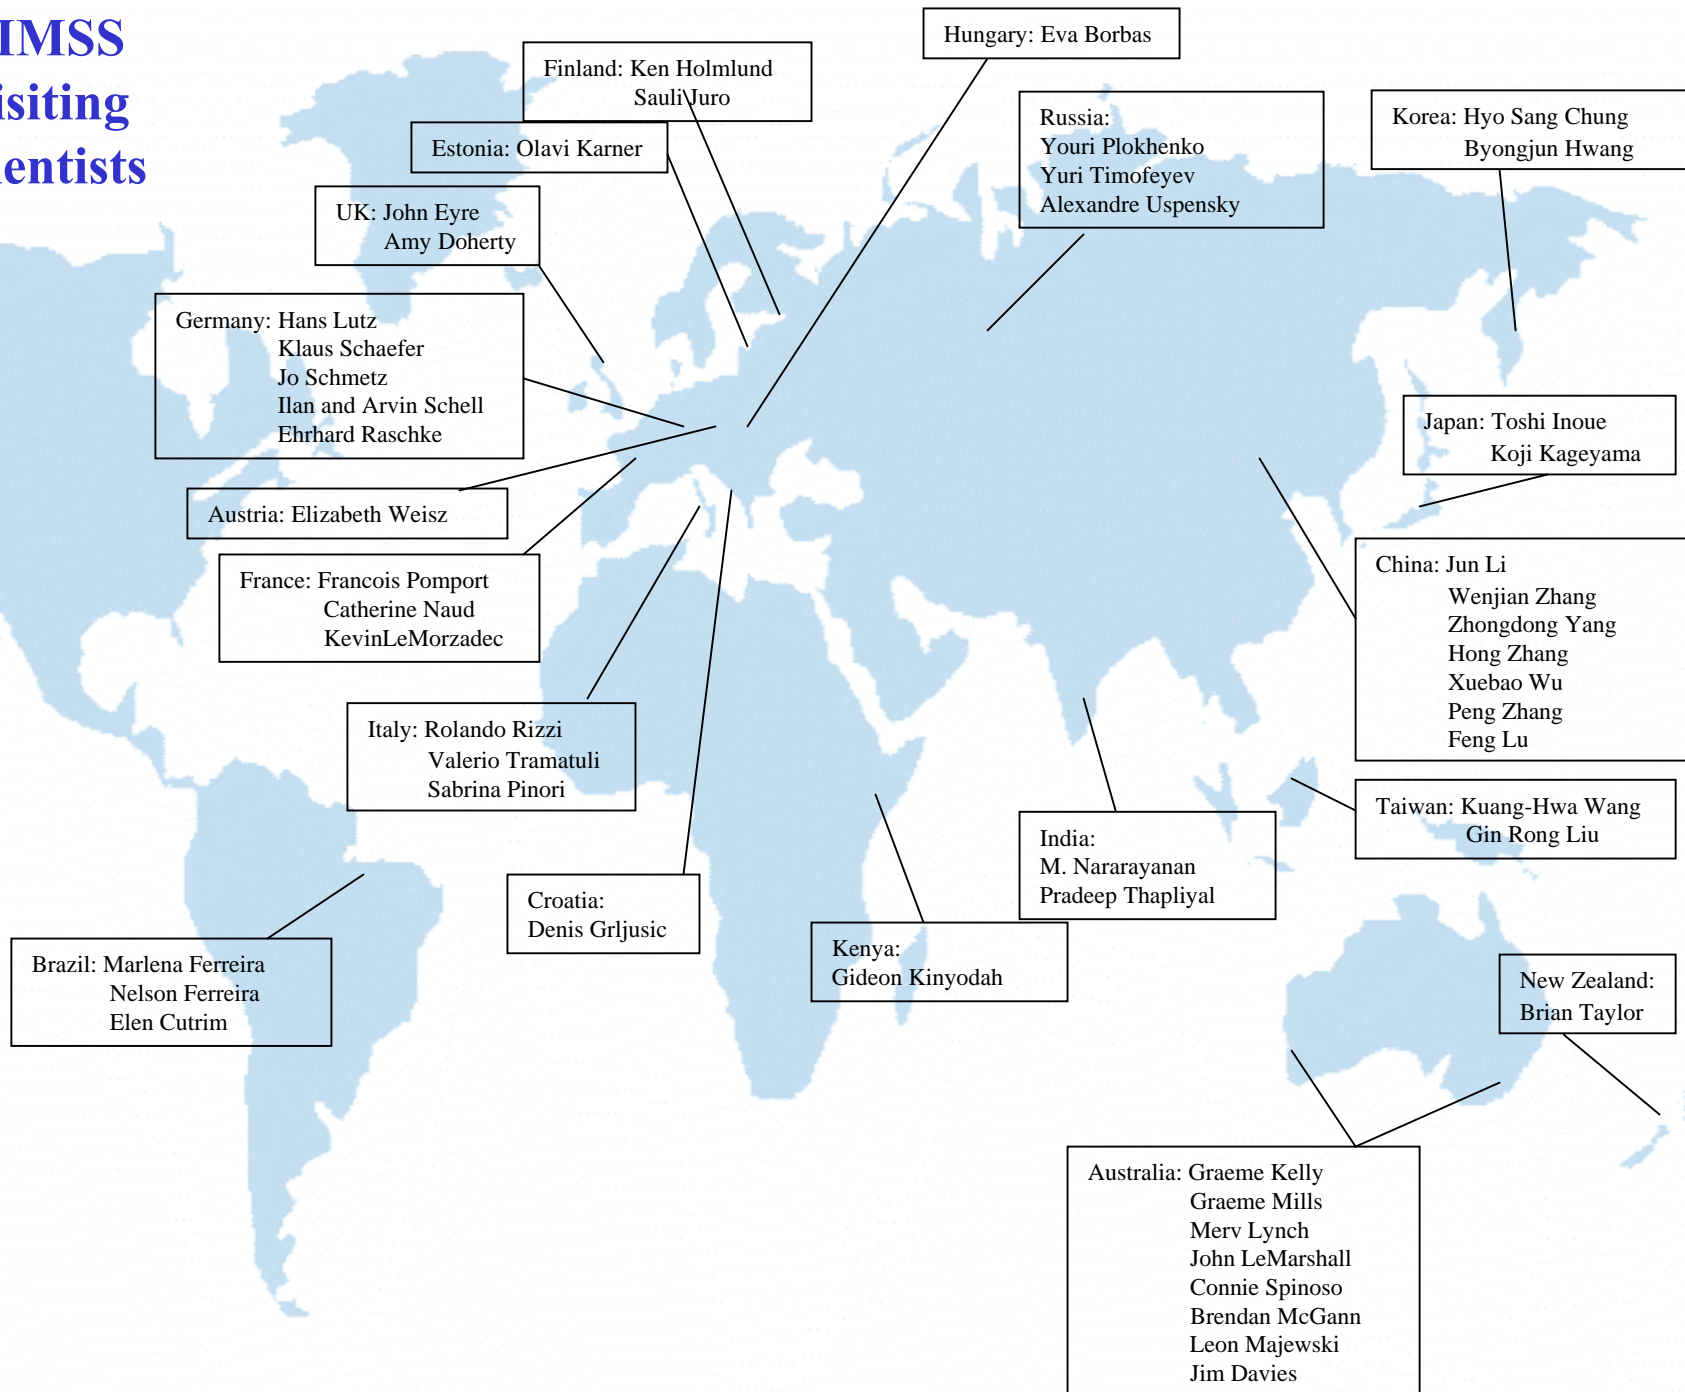 IMSS
isiting
entists
Hungary: Eva Borbas
Finland: Ken Holmlund
Sauli Juro
Estonia: Olavi Karner
Russia:
Youri Plokhenko
Yuri Timofeyev
Alexandre Uspensky
Korea: Hyo Sang Chung
Byongjun Hwang
UK: John Eyre
Amy Doherty
Germany: Hans Lutz
Klaus Schaefer
Jo Schmetz
Ilan and Arvin Schell
Ehrhard Raschke
Japan: Toshi Inoue
Koji Kageyama
Austria: Elizabeth Weisz
France: Francois Pomport
Catherine Naud
KevinLeMorzadec
China: Jun Li
Wenjian Zhang
Zhongdong Yang
Hong Zhang
Xuebao Wu
Peng Zhang
Feng Lu
Italy: Rolando Rizzi
Valerio Tramatuli
Sabrina Pinori
Taiwan: Kuang-Hwa Wang
Gin Rong Liu
India:
M. Nararayanan
Pradeep Thapliyal
Croatia:
Denis Grljusic
Kenya:
Gideon Kinyodah
Brazil: Marlena Ferreira
Nelson Ferreira
Elen Cutrim
New Zealand:
Brian Taylor
Australia: Graeme Kelly
Graeme Mills
Merv Lynch
John LeMarshall
Connie Spinoso
Brendan McGann
Leon Majewski
Jim Davies